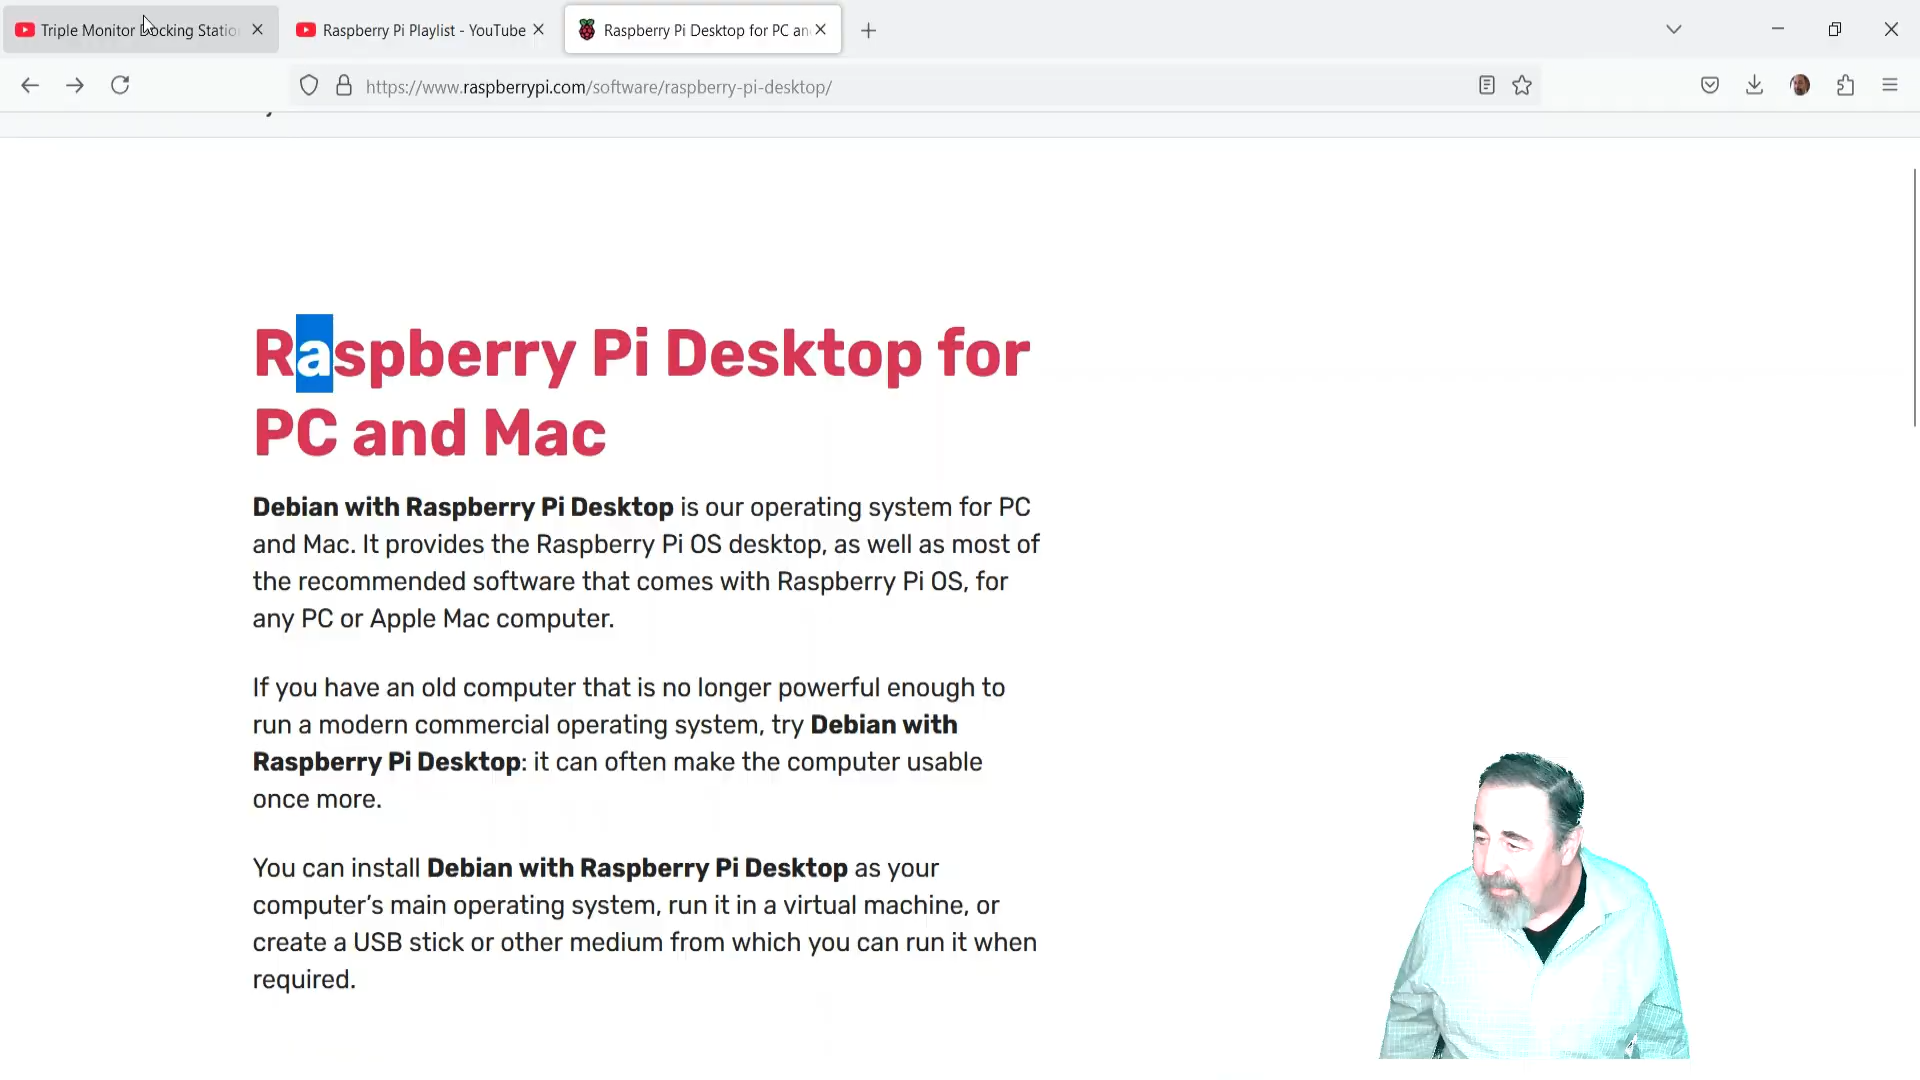 Triple Monitor Docking Statio
Raspberry Pi Playlist - YouTube
Raspberry Pi Desktop for PC an
https://www.raspberrypi.com/software/raspberry-pi-desktop/
Raspberry Pi Desktop for
PC and Mac
Debian with Raspberry Pi Desktop is our operating system for PC
and Mac. It provides the Raspberry Pi OS desktop, as well as most of
the recommended software that comes with Raspberry Pi OS, for
any PC or Apple Mac computer.
If you have an old computer that is no longer powerful enough to
run a modern commercial operating system, try Debian with
Raspberry Pi Desktop: it can often make the computer usable
once more.
You can install Debian with Raspberry Pi Desktop as your
computer’s main operating system, run it in a virtual machine, or
create a USB stick or other medium from which you can run it when
required.